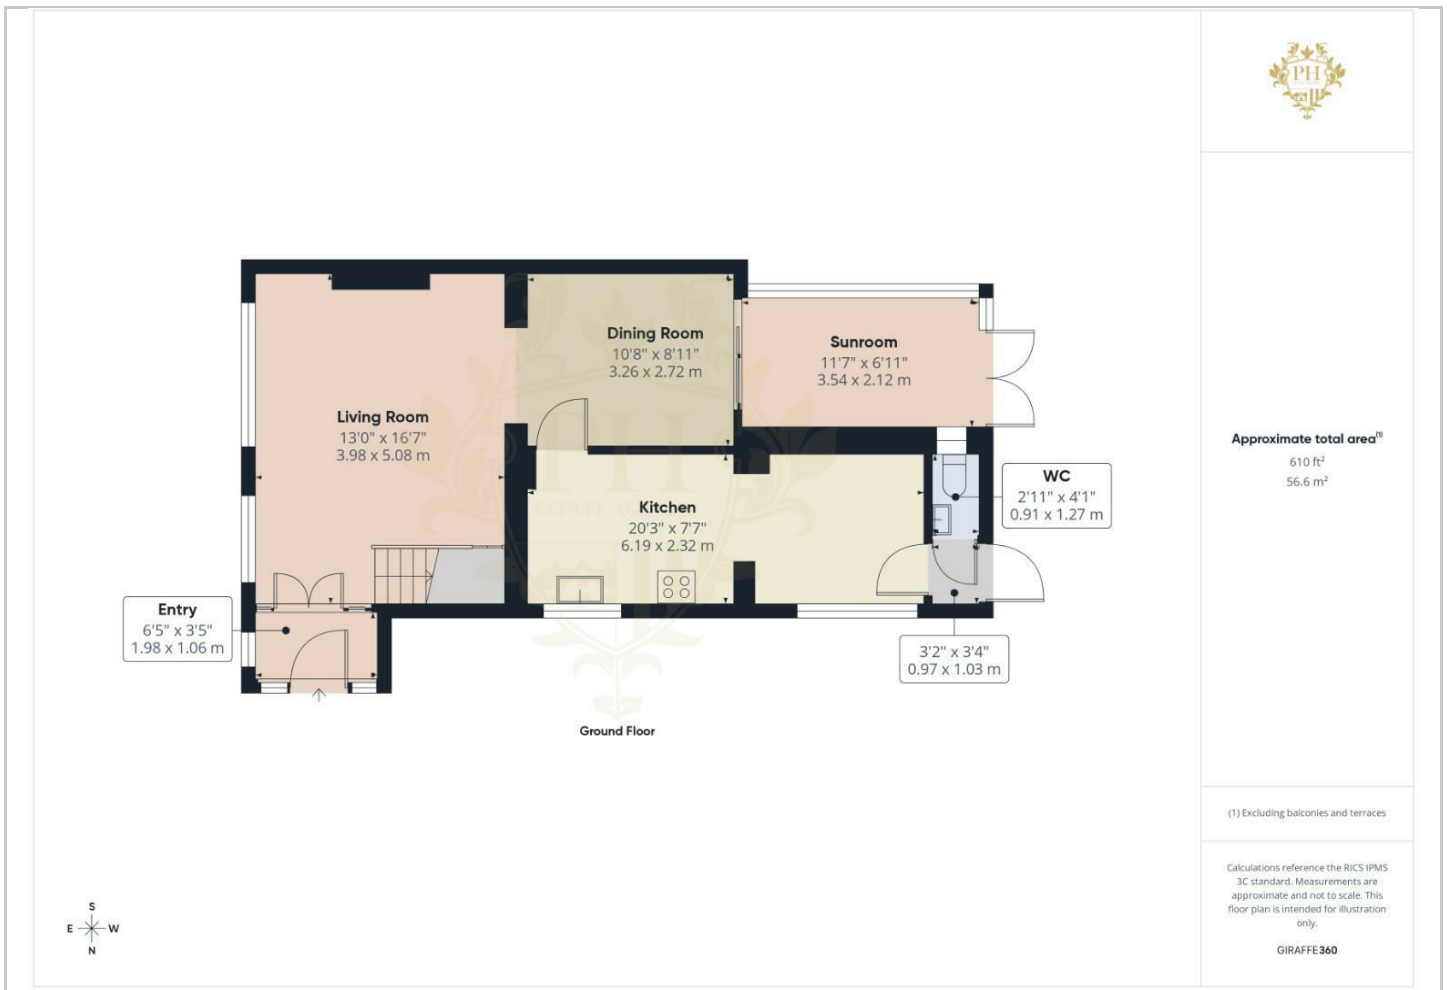 PH
Dining Room
10'8" x 8'11"
3.26 x 2.72 m
Sunroom
11'7" x 6'11"
3.54 x 2.12 m
Living Room
13'0" x 16'7"
3.98 x 5.08 m
Kitchen
20'3" x 7'7"
6.19 x 2.32 m
WC
2'11" x 4'1"
0.91 x 1.27 m
Entry
6'5" x 3'5"
1.98 x 1.06 m
3'2" x 3'4"
0.97 x 1.03 m
Ground Floor
Approximate total area(1)
610 ft²
56.6 m²
(1) Excluding balconies and terraces
Calculations reference the RICS IPMS
3C standard. Measurements are
approximate and not to scale. This
floor plan is intended for illustration
only.
GIRAFFE360
S
E W
N